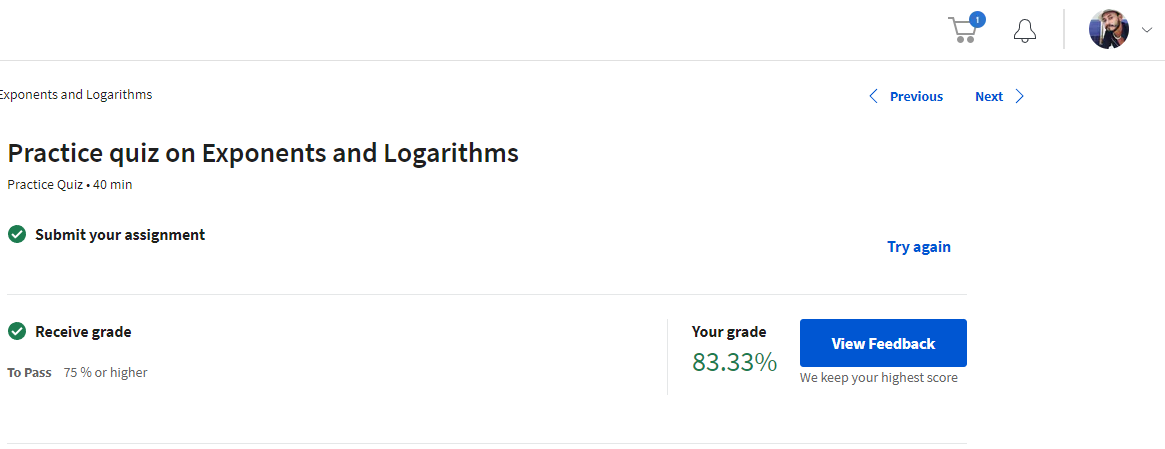 1
Exponents and Logarithms
Previous
Next
Practice quiz on Exponents and Logarithms
Practice Quiz • 40 min
Submit your assignment
Try again
Receive grade
Your grade
View Feedback
83.33%
To Pass 75 % or higher
We keep your highest score